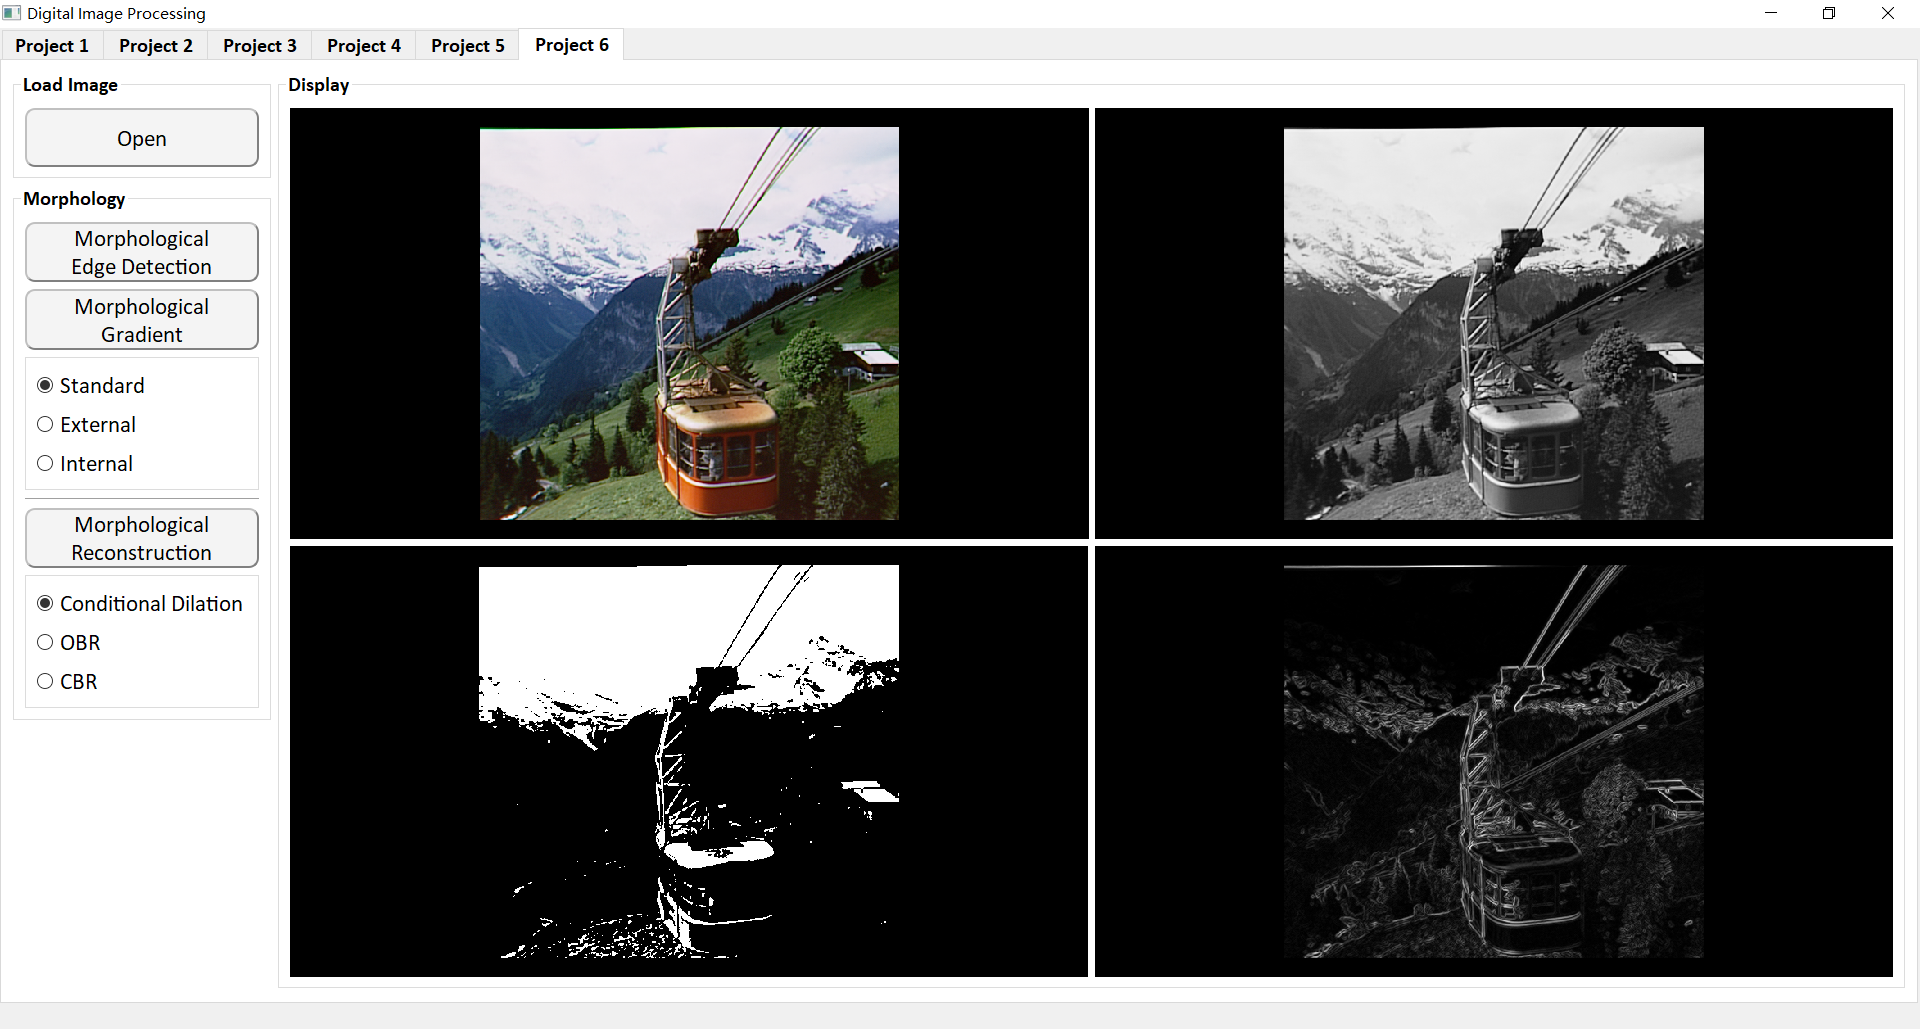 Digital Image Processing
Project 1
Project 2
Project 3
Project 4
Project 5
Project 6
Load Image
Open
Morphology
Morphological
Edge Detection
Morphological
Gradient
Standard
External
Internal
Morphological
Reconstruction
Conditional Dilation
OBR
CBR
Display